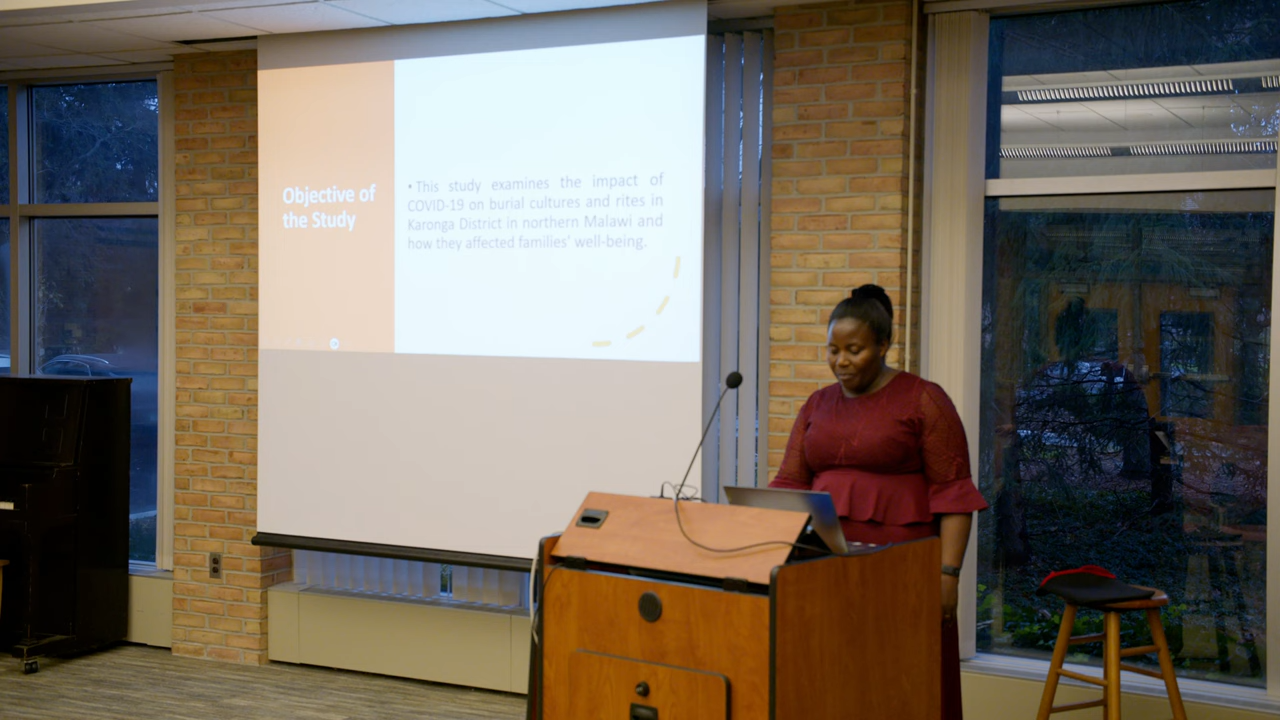 Objective of
the Study
• This study examines the impact of
COVID-19 on burial cultures and rites in
Karonga District in northern Malawi and
how they affected families' well-being.